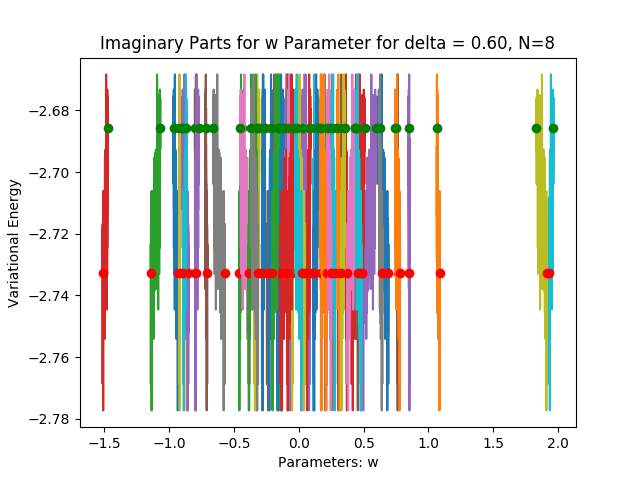 Imaginary Parts for w Parameter for delta = 0.60, N=8
Variational Energy
−2.68
−2.70
−2.72
−2.74
−2.76
−2.78
−1.5 −1.0 −0.5 0.0 0.5 1.0 1.5 2.0
Parameters: w